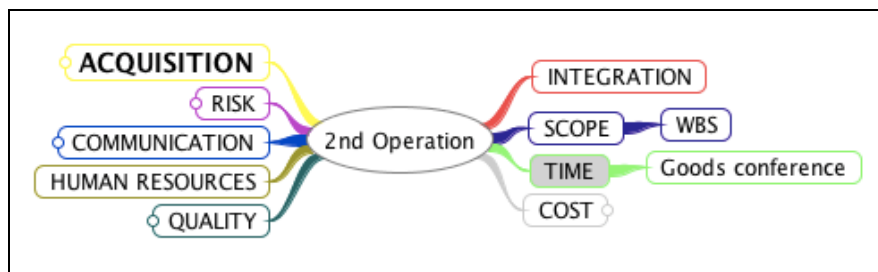 ACQUISITION
RISK
COMMUNICATION
HUMAN RESOURCES
QUALITY
2nd Operation
INTEGRATION
SCOPE
WBS
TIME
Goods conference
COST